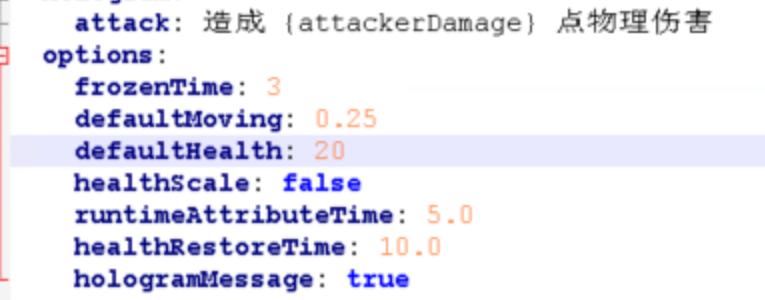 attack: 造成 {attackerDamage} 点物理伤害
options:
frozenTime: 3
defaultMoving: 0.25
defaultHealth: 20
healthScale: false
runtimeAttributeTime: 5.0
healthRestoreTime: 10.0
hologramMessage: true